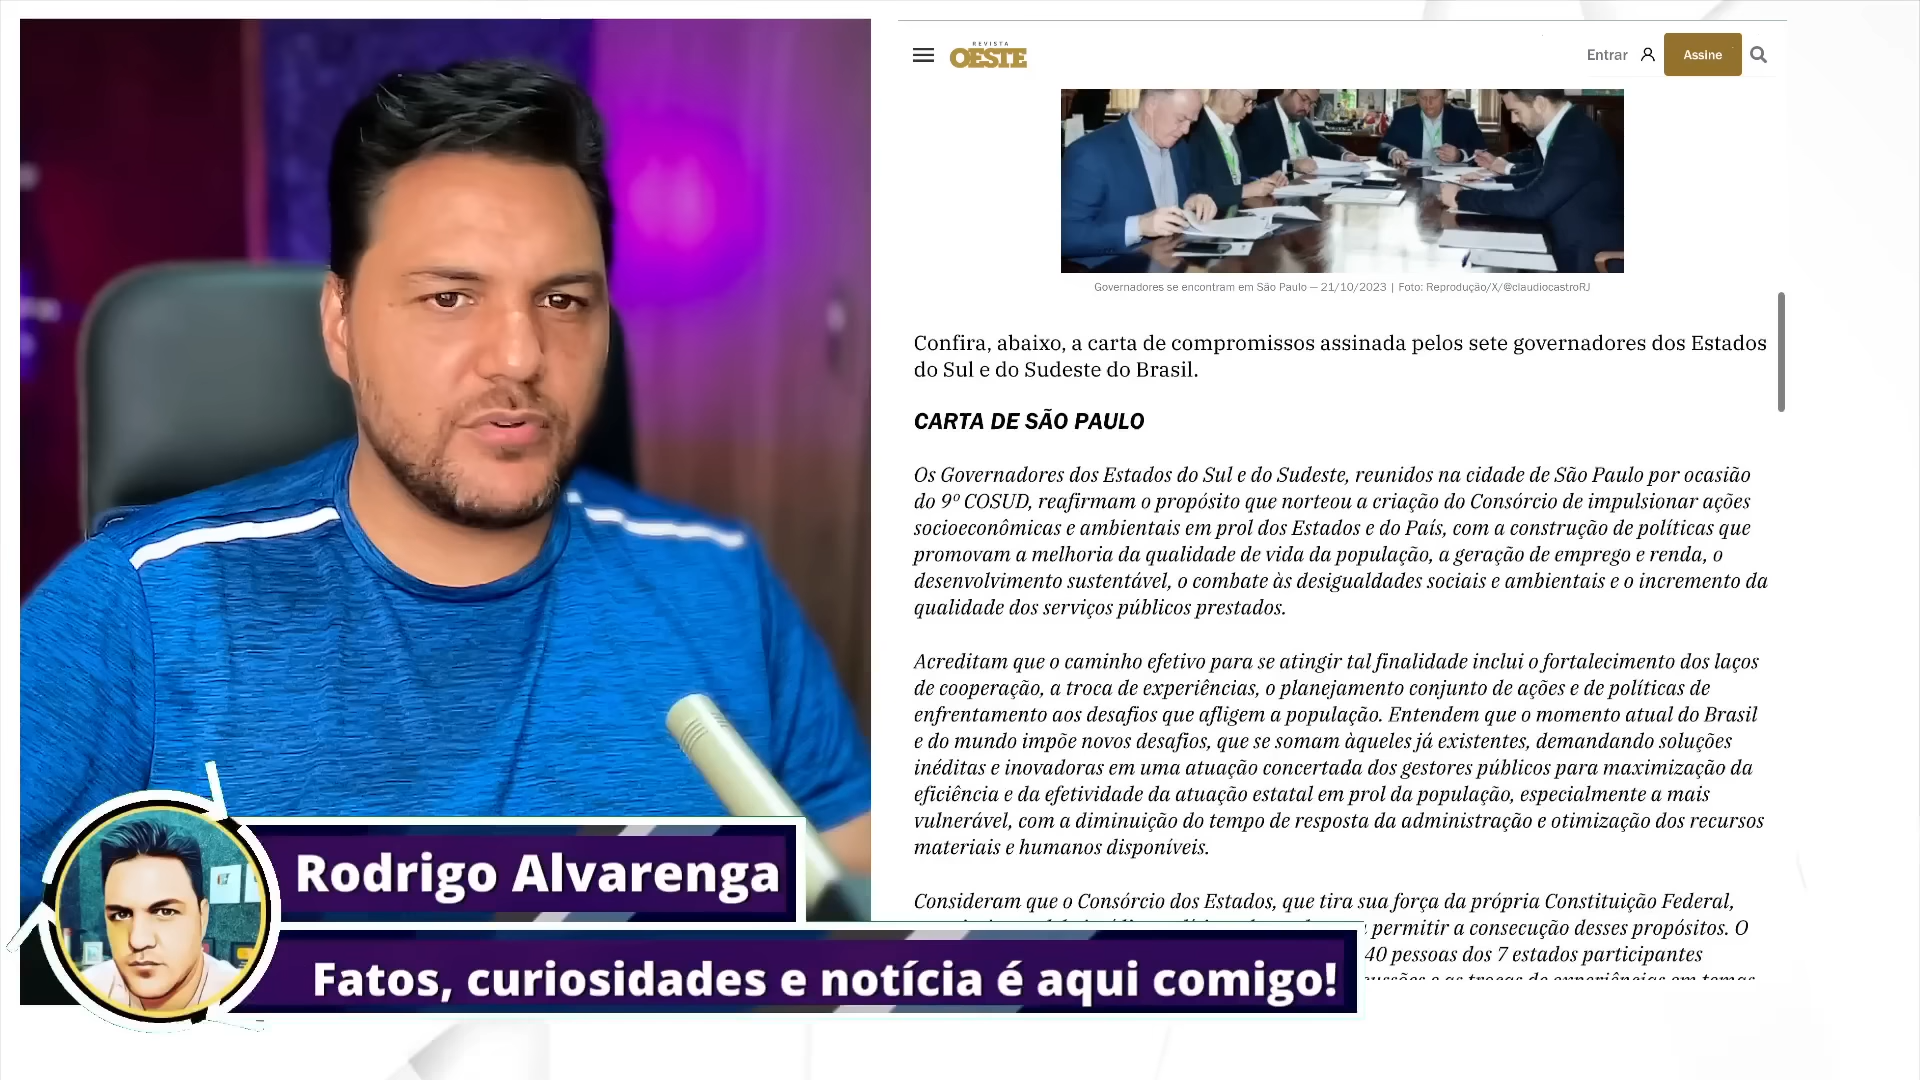 REVISTA
OESTE
Entrar
Assine
Governadores se encontram em São Paulo — 21/10/2023 | Foto: Reprodução/X/@claudiocastroRJ
Confira, abaixo, a carta de compromissos assinada pelos sete governadores dos Estados
do Sul e do Sudeste do Brasil.
CARTA DE SÃO PAULO
Os Governadores dos Estados do Sul e do Sudeste, reunidos na cidade de São Paulo por ocasião
do 9º COSUD, reafirmam o propósito que norteou a criação do Consórcio de impulsionar ações
socioeconômicas e ambientais em prol dos Estados e do País, com a construção de políticas que
promovam a melhoria da qualidade de vida da população, a geração de emprego e renda, o
desenvolvimento sustentável, o combate às desigualdades sociais e ambientais e o incremento da
qualidade dos serviços públicos prestados.
Acreditam que o caminho efetivo para se atingir tal finalidade inclui o fortalecimento dos laços
de cooperação, a troca de experiências, o planejamento conjunto de ações e de políticas de
enfrentamento aos desafios que afligem a população. Entendem que o momento atual do Brasil
e do mundo impõe novos desafios, que se somam àqueles já existentes, demandando soluções
inéditas e inovadoras em uma atuação concertada dos gestores públicos para maximização da
eficiência e da efetividade da atuação estatal em prol da população, especialmente a mais
vulnerável, com a diminuição do tempo de resposta da administração e otimização dos recursos
materiais e humanos disponíveis.
Consideram que o Consórcio dos Estados, que tira sua força da própria Constituição Federal,
permitir a consecução desses propósitos. O
40 pessoas dos 7 estados participantes
Rodrigo Alvarenga
Fatos, curiosidades e notícia é aqui comigo!